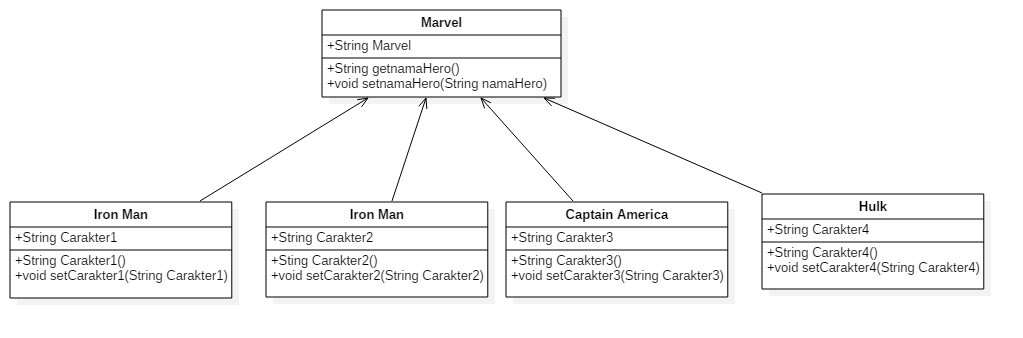 Marvel
+String Marvel
+String getnamaHero()
+void setnamaHero(String namaHero)
Iron Man
+String Carakter1
+String Carakter1()
+void setCarakter1(String Carakter1)
Iron Man
+String Carakter2
+Sting Carakter2()
+void setCarakter2(String Carakter2)
Captain America
+String Carakter3
+String Carakter3()
+void setCarakter3(String Carakter3)
Hulk
+String Carakter4
+String Carakter4()
+void setCarakter4(String Carakter4)